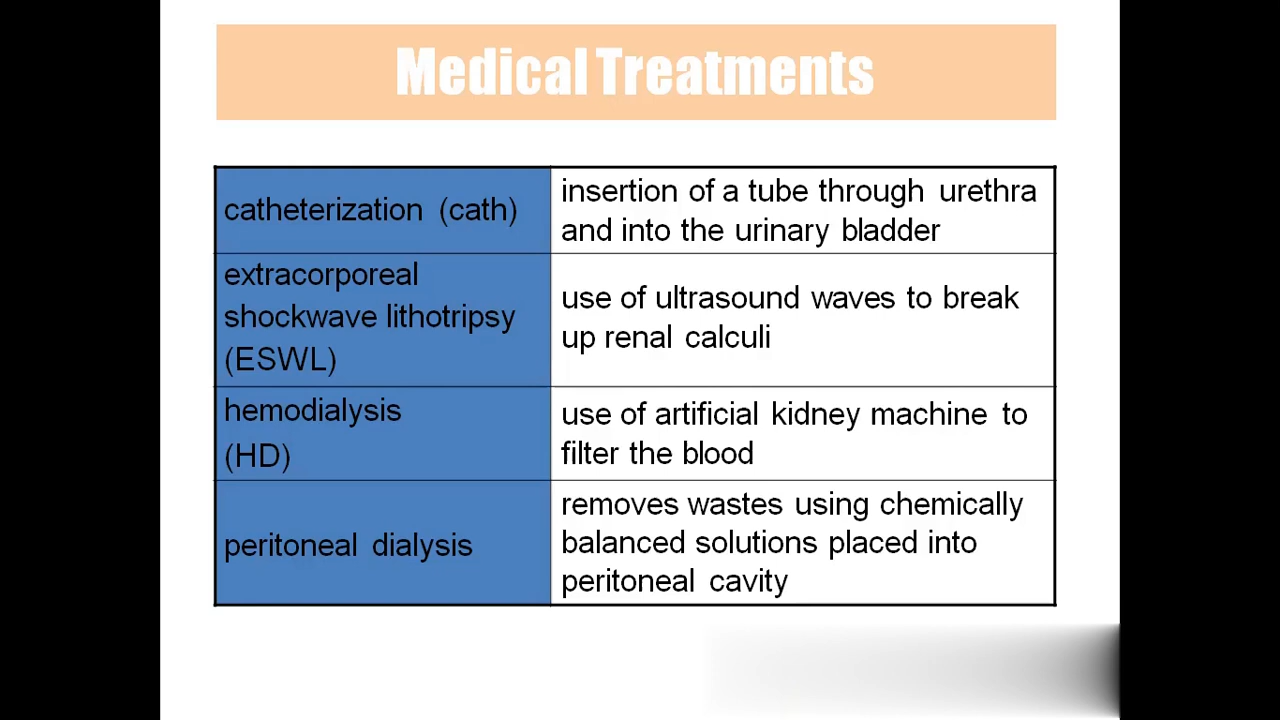 Medical Treatments
catheterization (cath)
insertion of a tube through urethra
and into the urinary bladder
extracorporeal
shockwave lithotripsy
(ESWL)
use of ultrasound waves to break
up renal calculi
hemodialysis
(HD)
use of artificial kidney machine to
filter the blood
peritoneal dialysis
removes wastes using chemically
balanced solutions placed into
peritoneal cavity